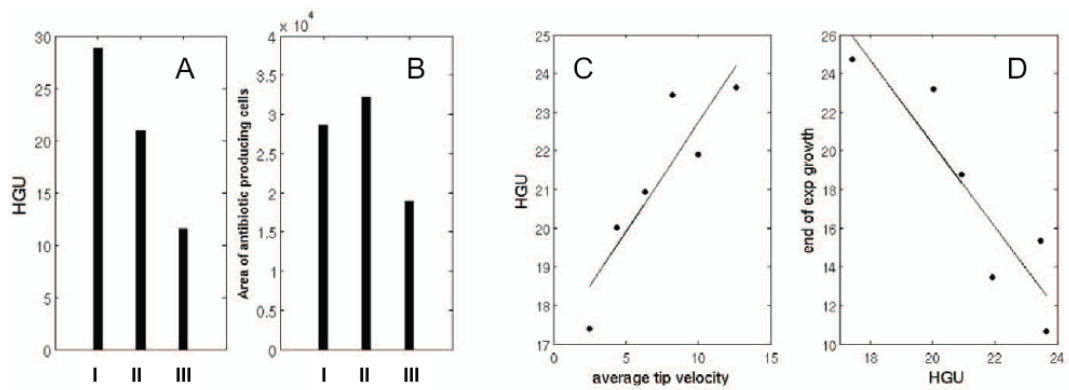 A
HGU
30
25
20
15
10
5
0
I II III
B
x 10⁴
Area of antibiotic producing cells
4.5
4
3.5
3
2.5
2
1.5
1
0.5
0
I II III
C
HGU
25
24
23
22
21
20
19
18
17
0 5 10 15
average tip velocity
D
end of exp growth
26
24
22
20
18
16
14
12
10
18 20 22 24
HGU